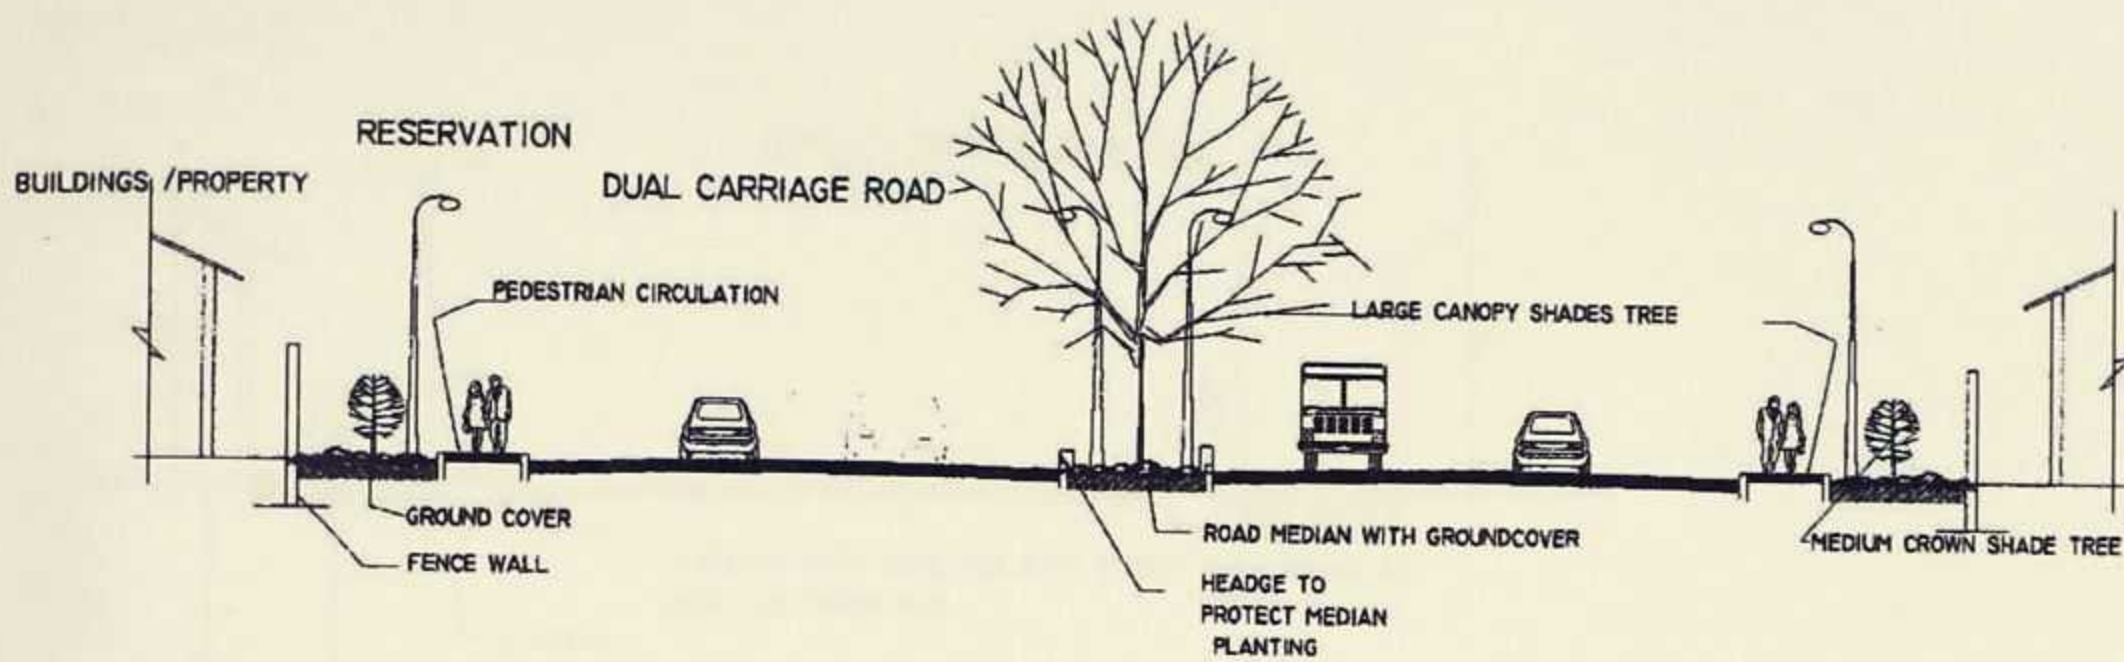 RESERVATION
BUILDINGS /PROPERTY
DUAL CARRIAGE ROAD
PEDESTRIAN CIRCULATION
LARGE CANOPY SHADES TREE
GROUND COVER
FENCE WALL
ROAD MEDIAN WITH GROUNDCOVER
MEDIUM CROWN SHADE TREE
HEADGE TO
PROTECT MEDIAN
PLANTING